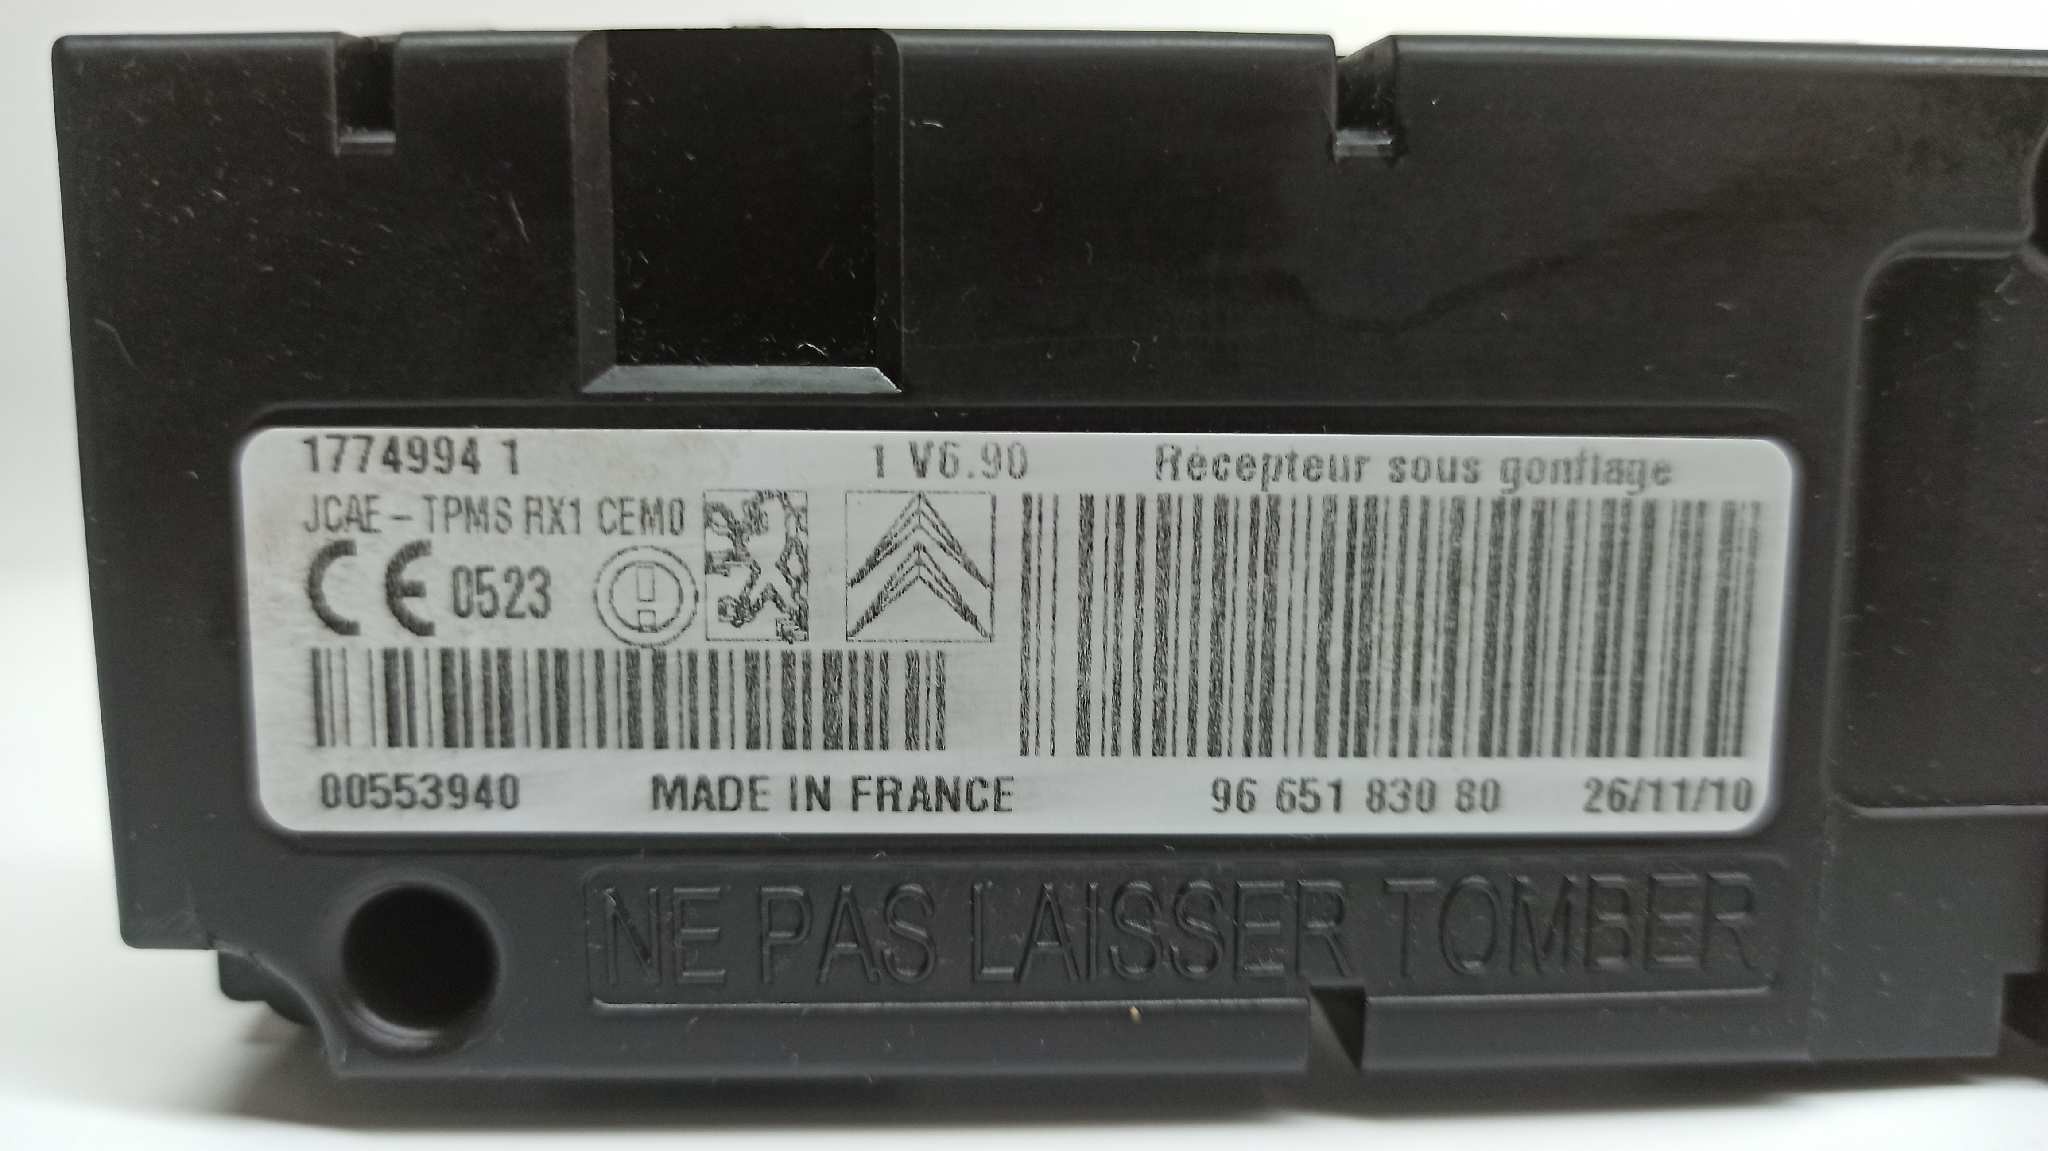 1774994 1
1 V6.90
Récepteur sous gonflage
JCAE - TPMS RX1 CEM0
CE 0523
00553940
MADE IN FRANCE
96 651 830 80
26/11/10
NE PAS LAISSER TOMBER